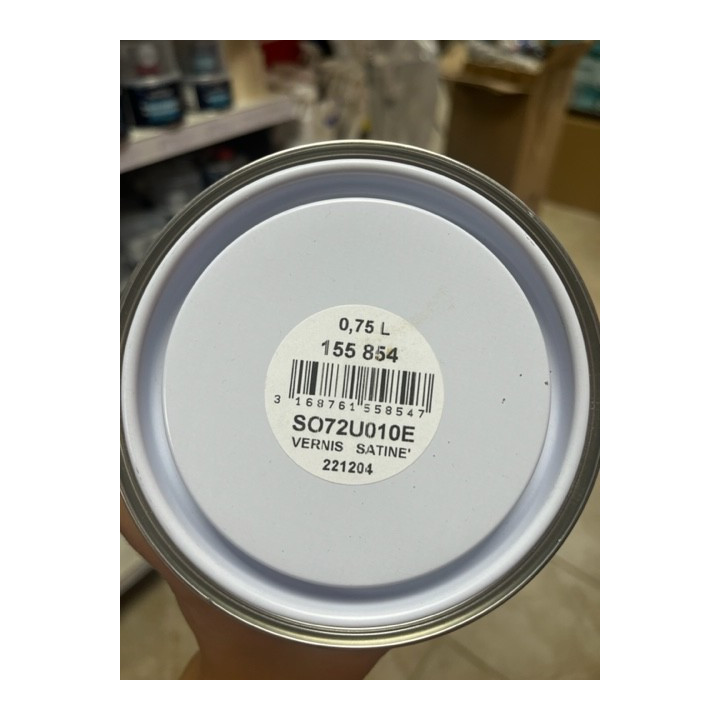 0,75 L
155 854
3 168761 558547
SO72U010E
VERNIS SATINE'
221204